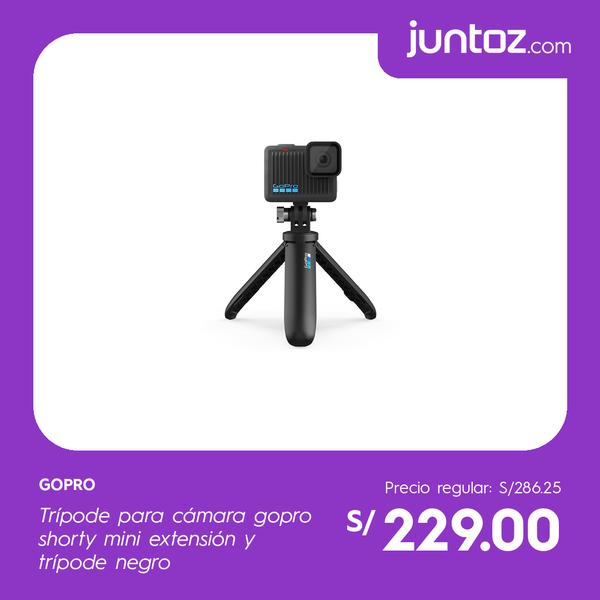 juntoz.com
GoPro
GoPro
GOPRO
Trípode para cámara gopro
shorty mini extensión y
trípode negro
Precio regular: S/286.25
S/ 229.00